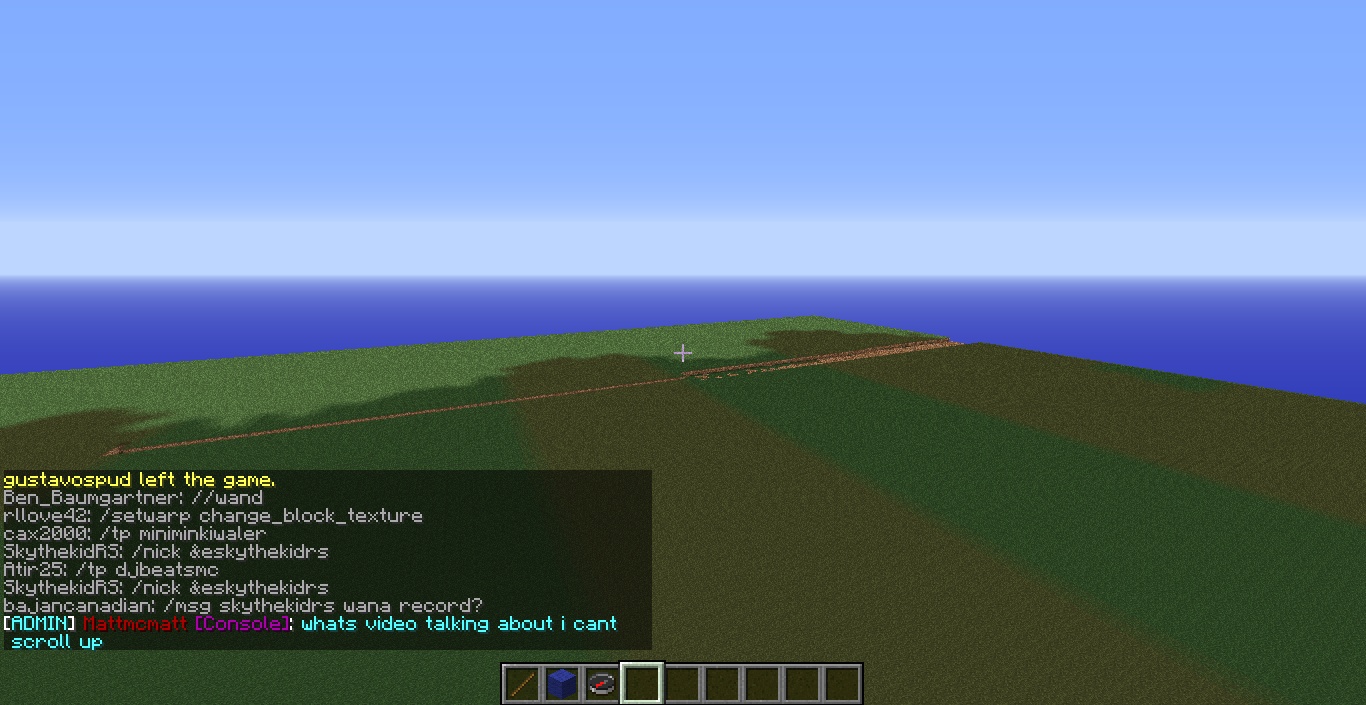 gustavospud left the game.
Ben_Baumgartner: //wand
rllove42: /setwarp change_block_texture
cax2000: /tp miniminkiwaler
SkythekidRS: /nick &eskythekidrs
Atir25: /tp djbeatsmc
SkythekidRS: /nick &eskythekidrs
bajancanadian: /msg skythekidrs wana record?
[ADMIN] Mattmcmatt [Console]: whats video talking about i cant
scroll up